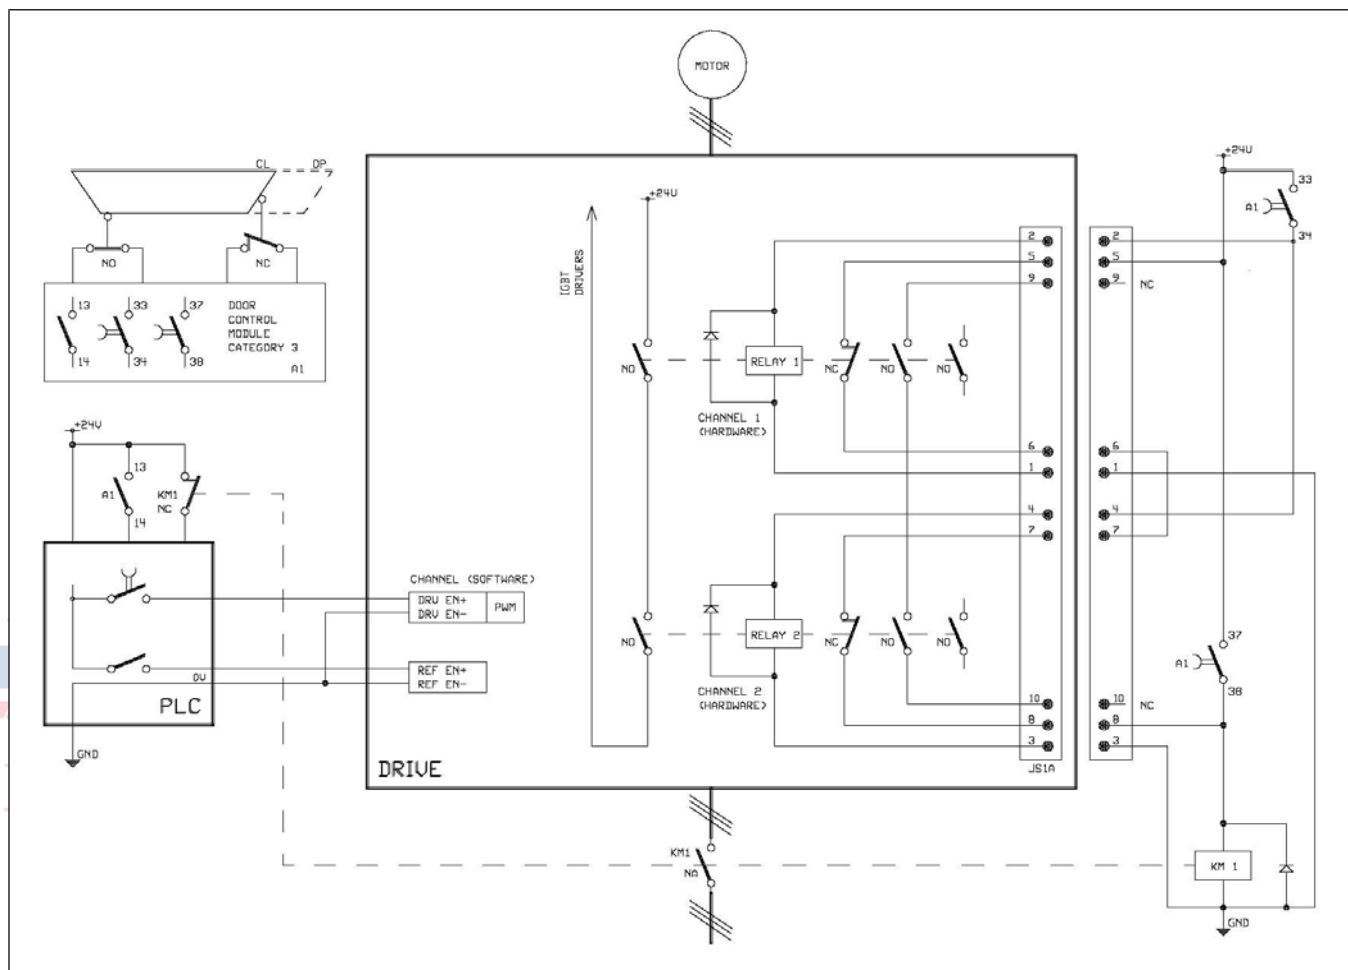 MOTOR
CL OP
+24V
+24V
33
A1
34
NO
NC
13 33 37
DOOR
CONTROL
MODULE
CATEGORY 3
14 34 38
A1
IGBT
DRIVERS
2
5
9
2
5
9 NC
NO
RELAY 1
NC
NO
NO
CHANNEL 1
(HARDWARE)
+24V
13
A1
14
KM1
NC
6
1
4
7
6
1
4
7
CHANNEL (SOFTWARE)
DRV EN+
DRV EN-
PWM
REF EN+
REF EN-
0V
PLC
GND
NO
RELAY 2
NC
NO
NO
CHANNEL 2
(HARDWARE)
37
A1
38
10
8
3
10 NC
8
3
JS1A
DRIVE
KM1
NA
KM 1
GND